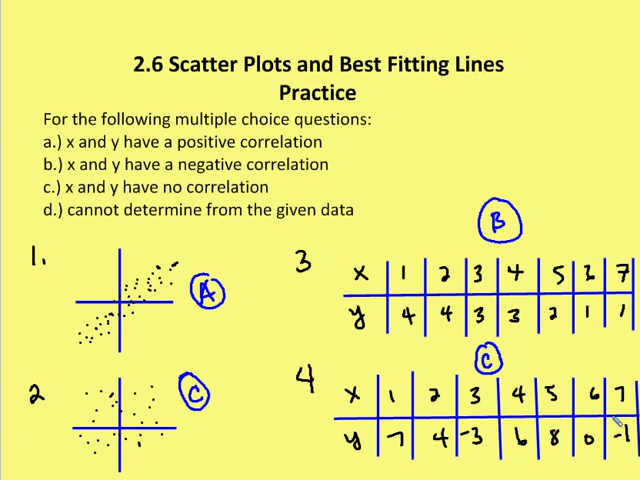 2.6 Scatter Plots and Best Fitting Lines
Practice
For the following multiple choice questions:
a.) x and y have a positive correlation
b.) x and y have a negative correlation
c.) x and y have no correlation
d.) cannot determine from the given data
1.
A
2
C
B
3
x 1 2 3 4 5 6 7
y 4 4 3 3 2 1 1
C
4
x 1 2 3 4 5 6 7
y 7 4 -3 6 8 0 -1